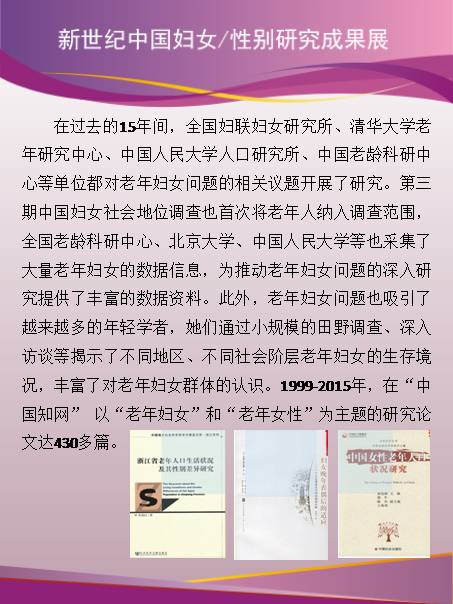 新世纪中国妇女/性别研究成果展
在过去的15年间，全国妇联妇女研究所、清华大学老
年研究中心、中国人民大学人口研究所、中国老龄科研中
心等单位都对老年妇女问题的相关议题开展了研究。第三
期中国妇女社会地位调查也首次将老年人纳入调查范围，
全国老龄科研中心、北京大学、中国人民大学等也采集了
大量老年妇女的数据信息，为推动老年妇女问题的深入研
究提供了丰富的数据资料。此外，老年妇女问题也吸引了
越来越多的年轻学者，她们通过小规模的田野调查、深入
访谈等揭示了不同地区、不同社会阶层老年妇女的生存境
况，丰富了对老年妇女群体的认识。1999-2015年，在“中
国知网” 以“老年妇女”和“老年女性”为主题的研究论
文达430多篇。
浙江省老年人口生活状况
及其性别差异研究
妇女晚年丧偶后的适应
中国女性老年人口
状况研究